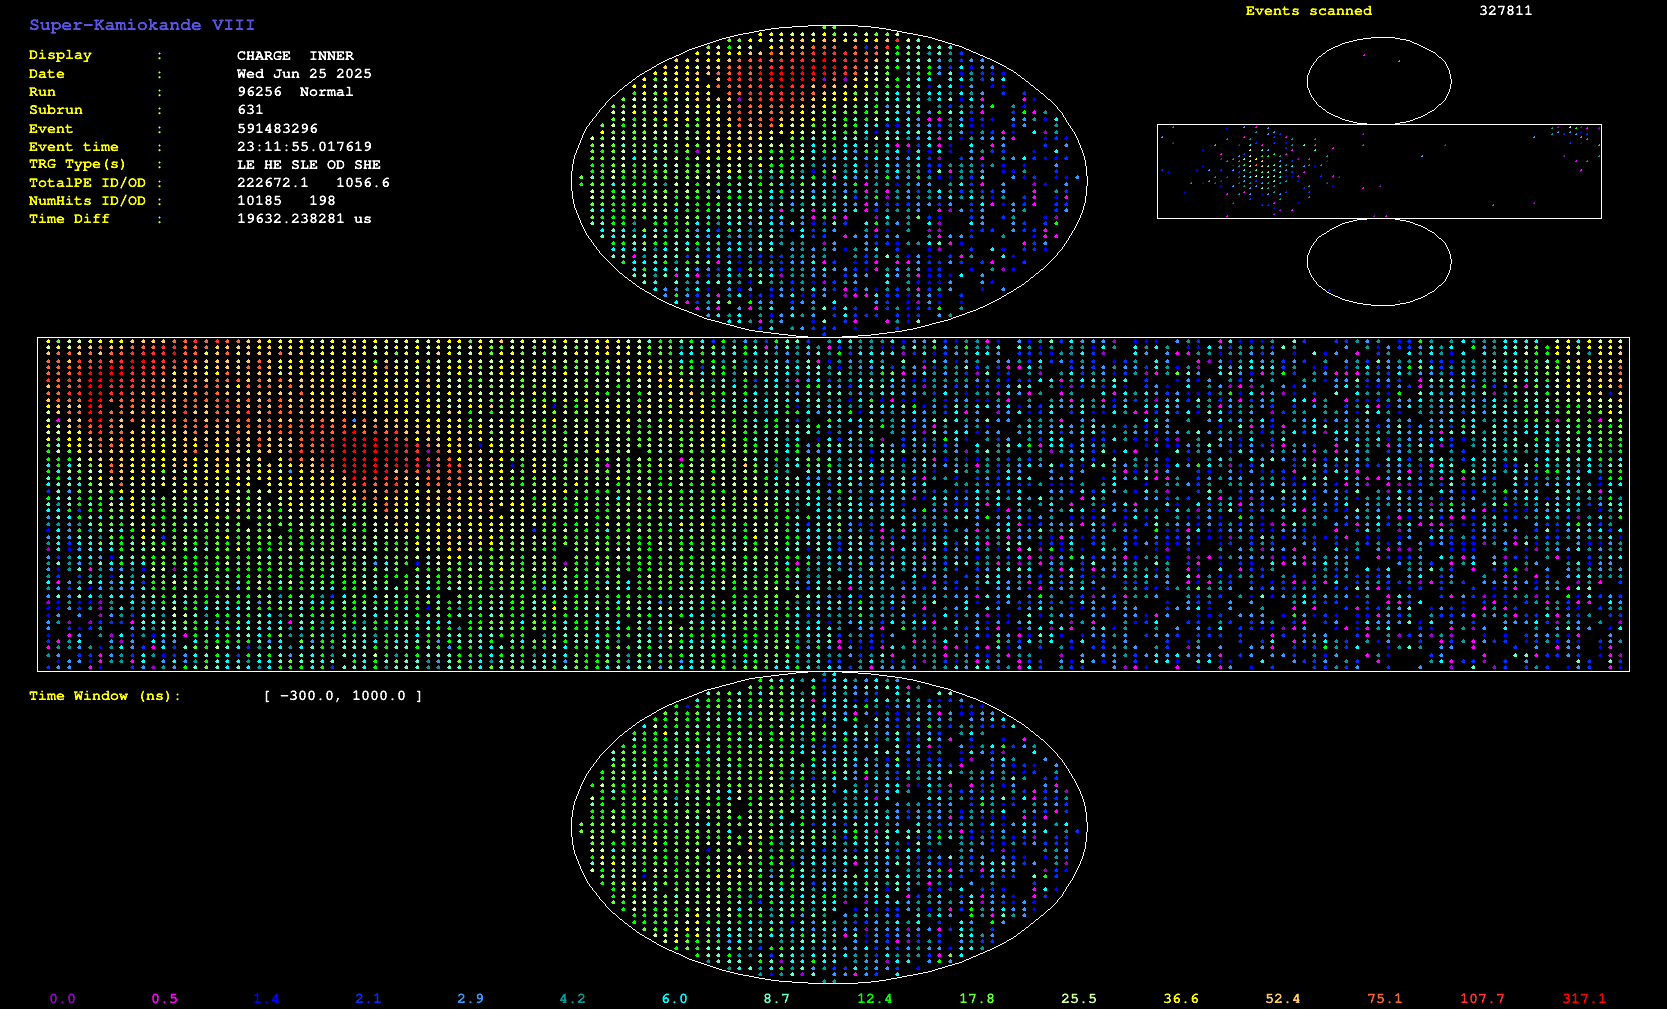 Super-Kamiokande VIII
Events scanned 327811
Display : CHARGE INNER
Date : Wed Jun 25 2025
Run : 96256 Normal
Subrun : 631
Event : 591483296
Event time : 23:11:55.017619
TRG Type(s) : LE HE SLE OD SHE
TotalPE ID/OD : 222672.1 1056.6
NumHits ID/OD : 10185 198
Time Diff : 19632.238281 us
Time Window (ns): [ -300.0, 1000.0 ]
0.0 0.5 1.4 2.1 2.9 4.2 6.0 8.7 12.4 17.8 25.5 36.6 52.4 75.1 107.7 317.1